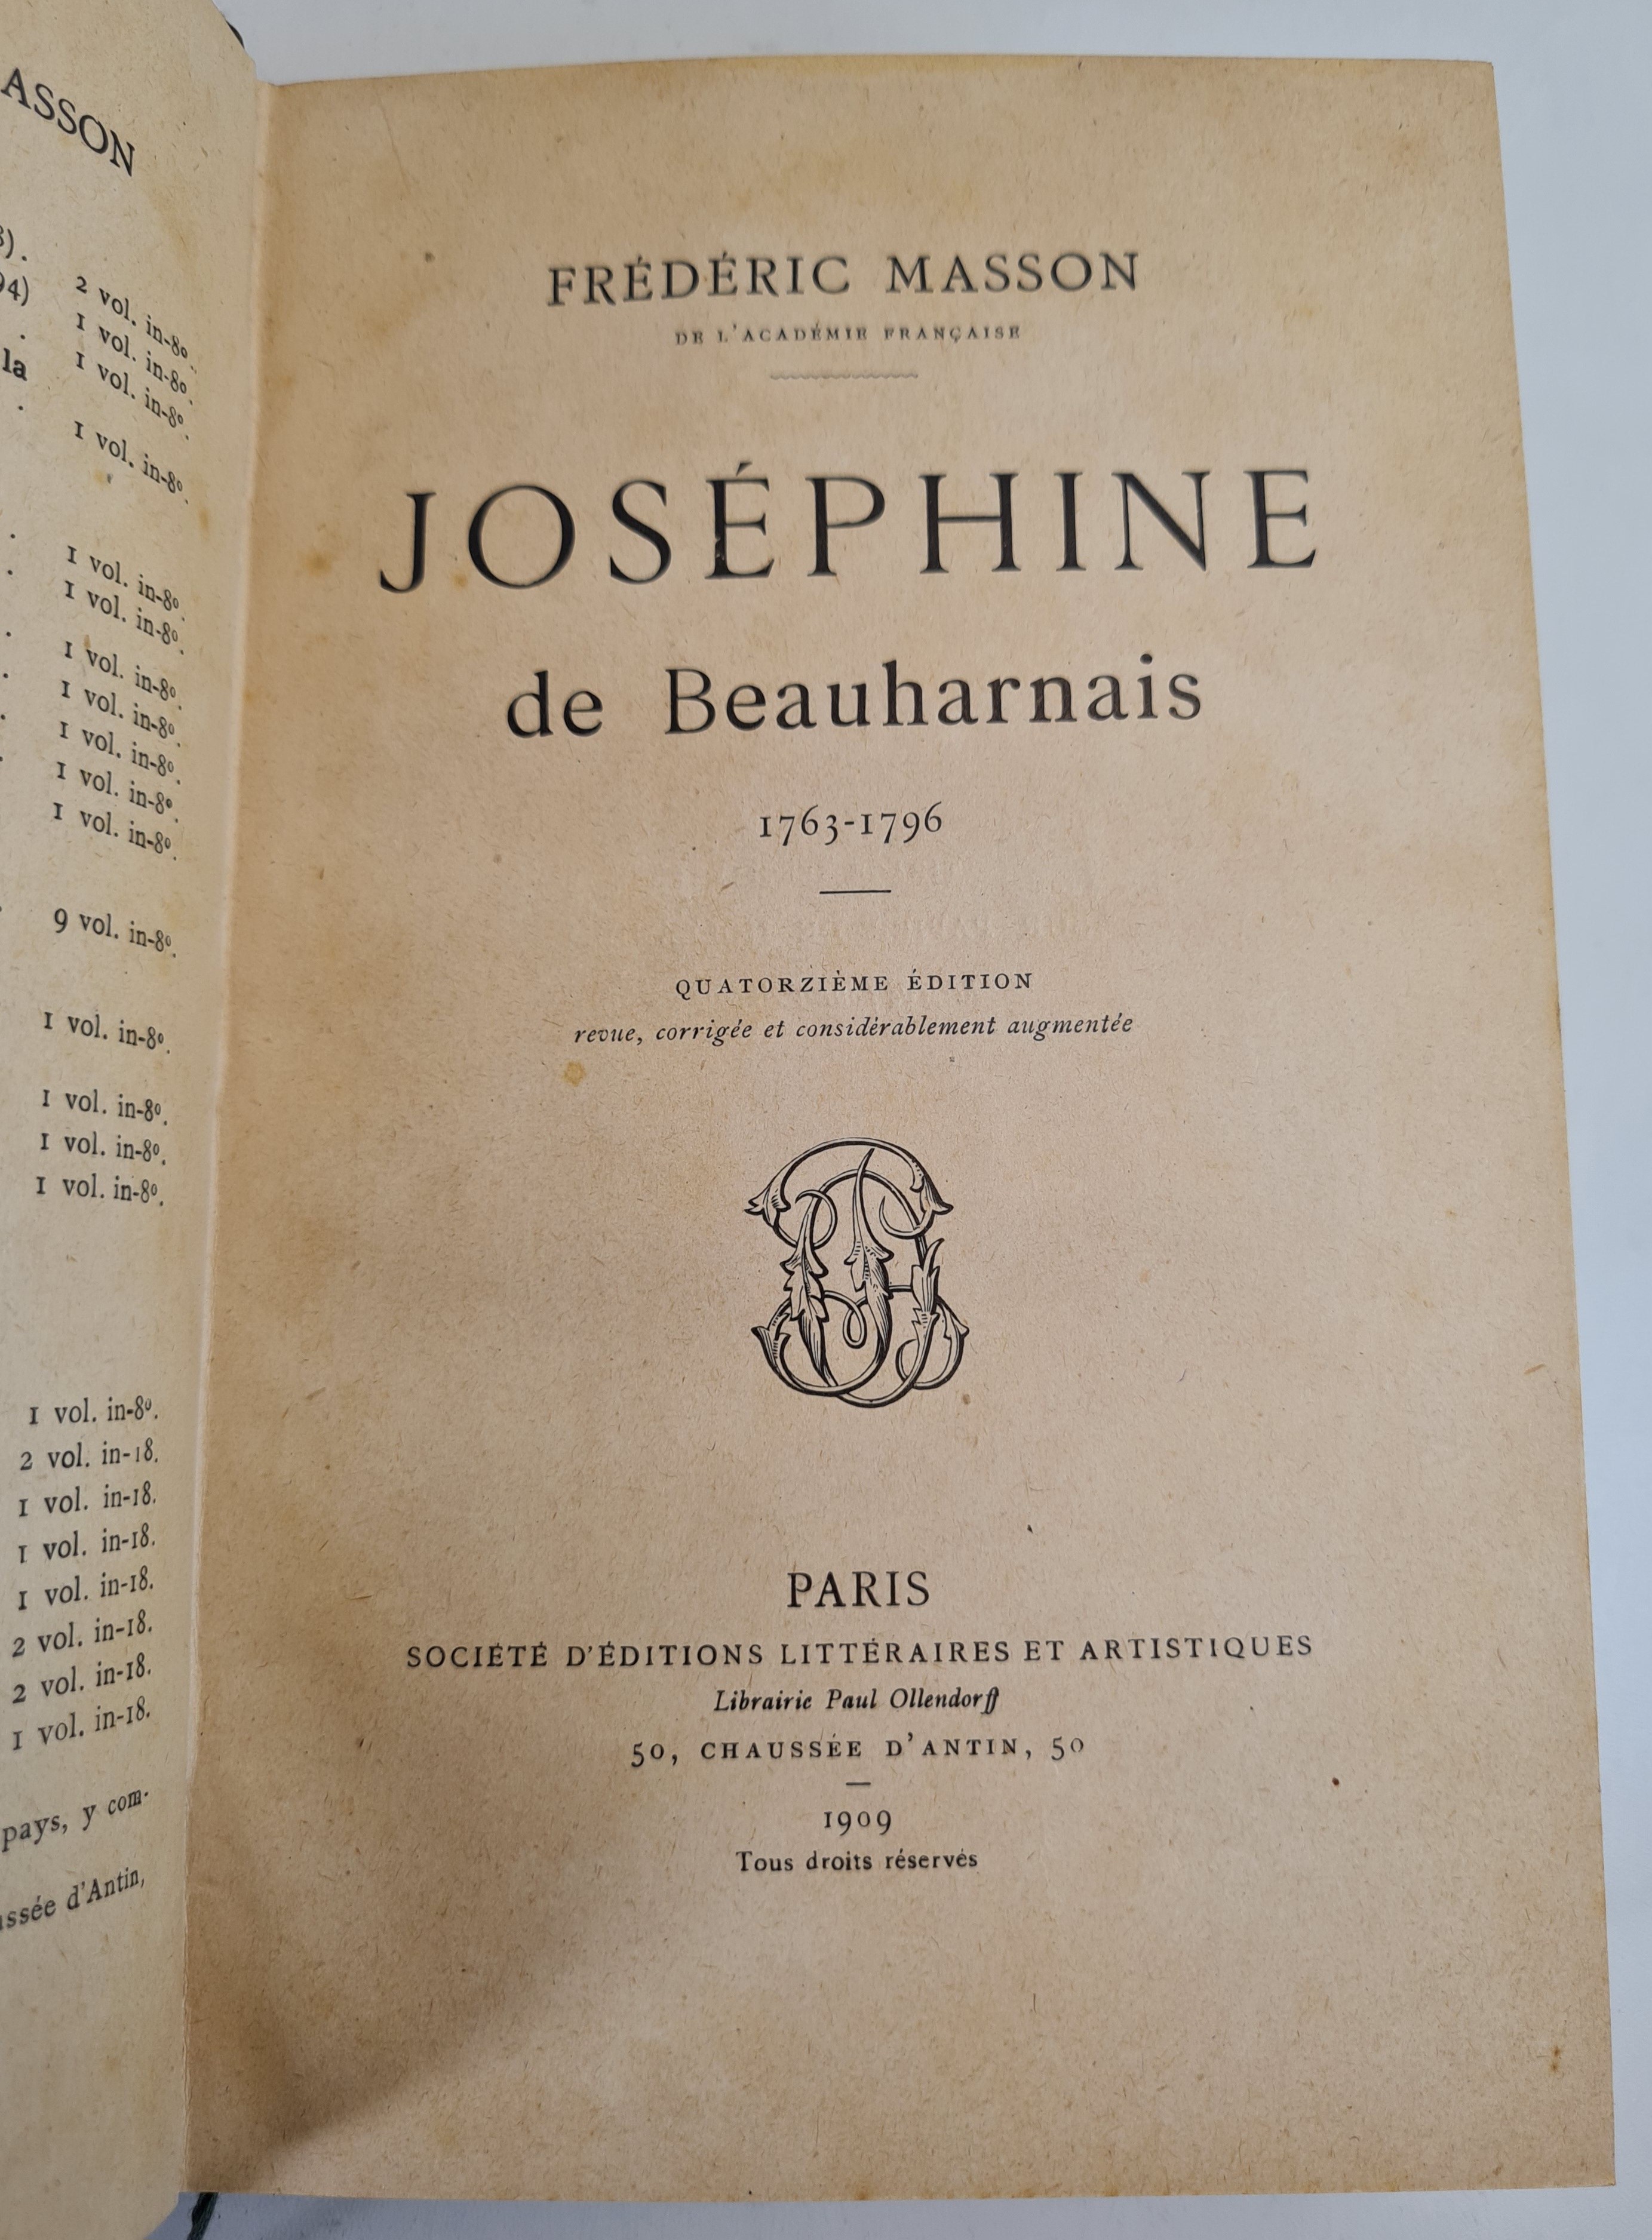 ASSON
2 vol. in-8º.
94) 1 vol. in-8º.
1 vol. in-8º.
la
1 vol. in-8º.
1 vol. in-8º.
1 vol. in-8º.
1 vol. in-8º.
1 vol. in-8º.
1 vol. in-8º.
1 vol. in-8º.
1 vol. in-8º.
9 vol. in-8º.
1 vol. in-8º.
1 vol. in-8º.
1 vol. in-8º.
1 vol. in-8º.
1 vol. in-8º.
2 vol. in-18.
1 vol. in-18.
1 vol. in-18.
1 vol. in-18.
2 vol. in-18.
2 vol. in-18.
1 vol. in-18.
pays, y com-
ussée d'Antin,
FRÉDÉRIC MASSON
DE L'ACADÉMIE FRANÇAISE
JOSÉPHINE
de Beauharnais
1763-1796
QUATORZIÈME ÉDITION
revue, corrigée et considérablement augmentée
PARIS
SOCIÉTÉ D'ÉDITIONS LITTÉRAIRES ET ARTISTIQUES
Librairie Paul Ollendorff
50, CHAUSSÉE D'ANTIN, 50
1909
Tous droits réservés